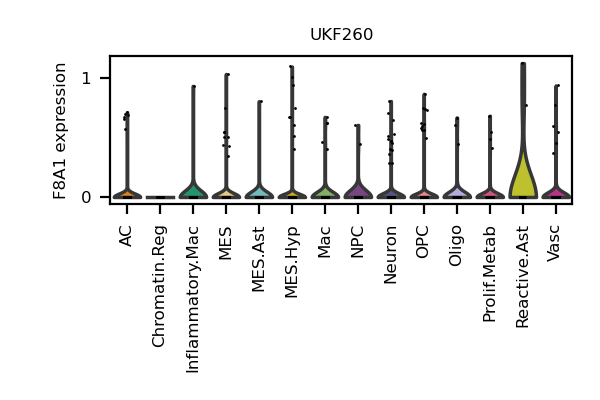 UKF260
F8A1 expression
1
0
AC
Chromatin.Reg
Inflammatory.Mac
MES
MES.Ast
MES.Hyp
Mac
NPC
Neuron
OPC
Oligo
Prolif.Metab
Reactive.Ast
Vasc